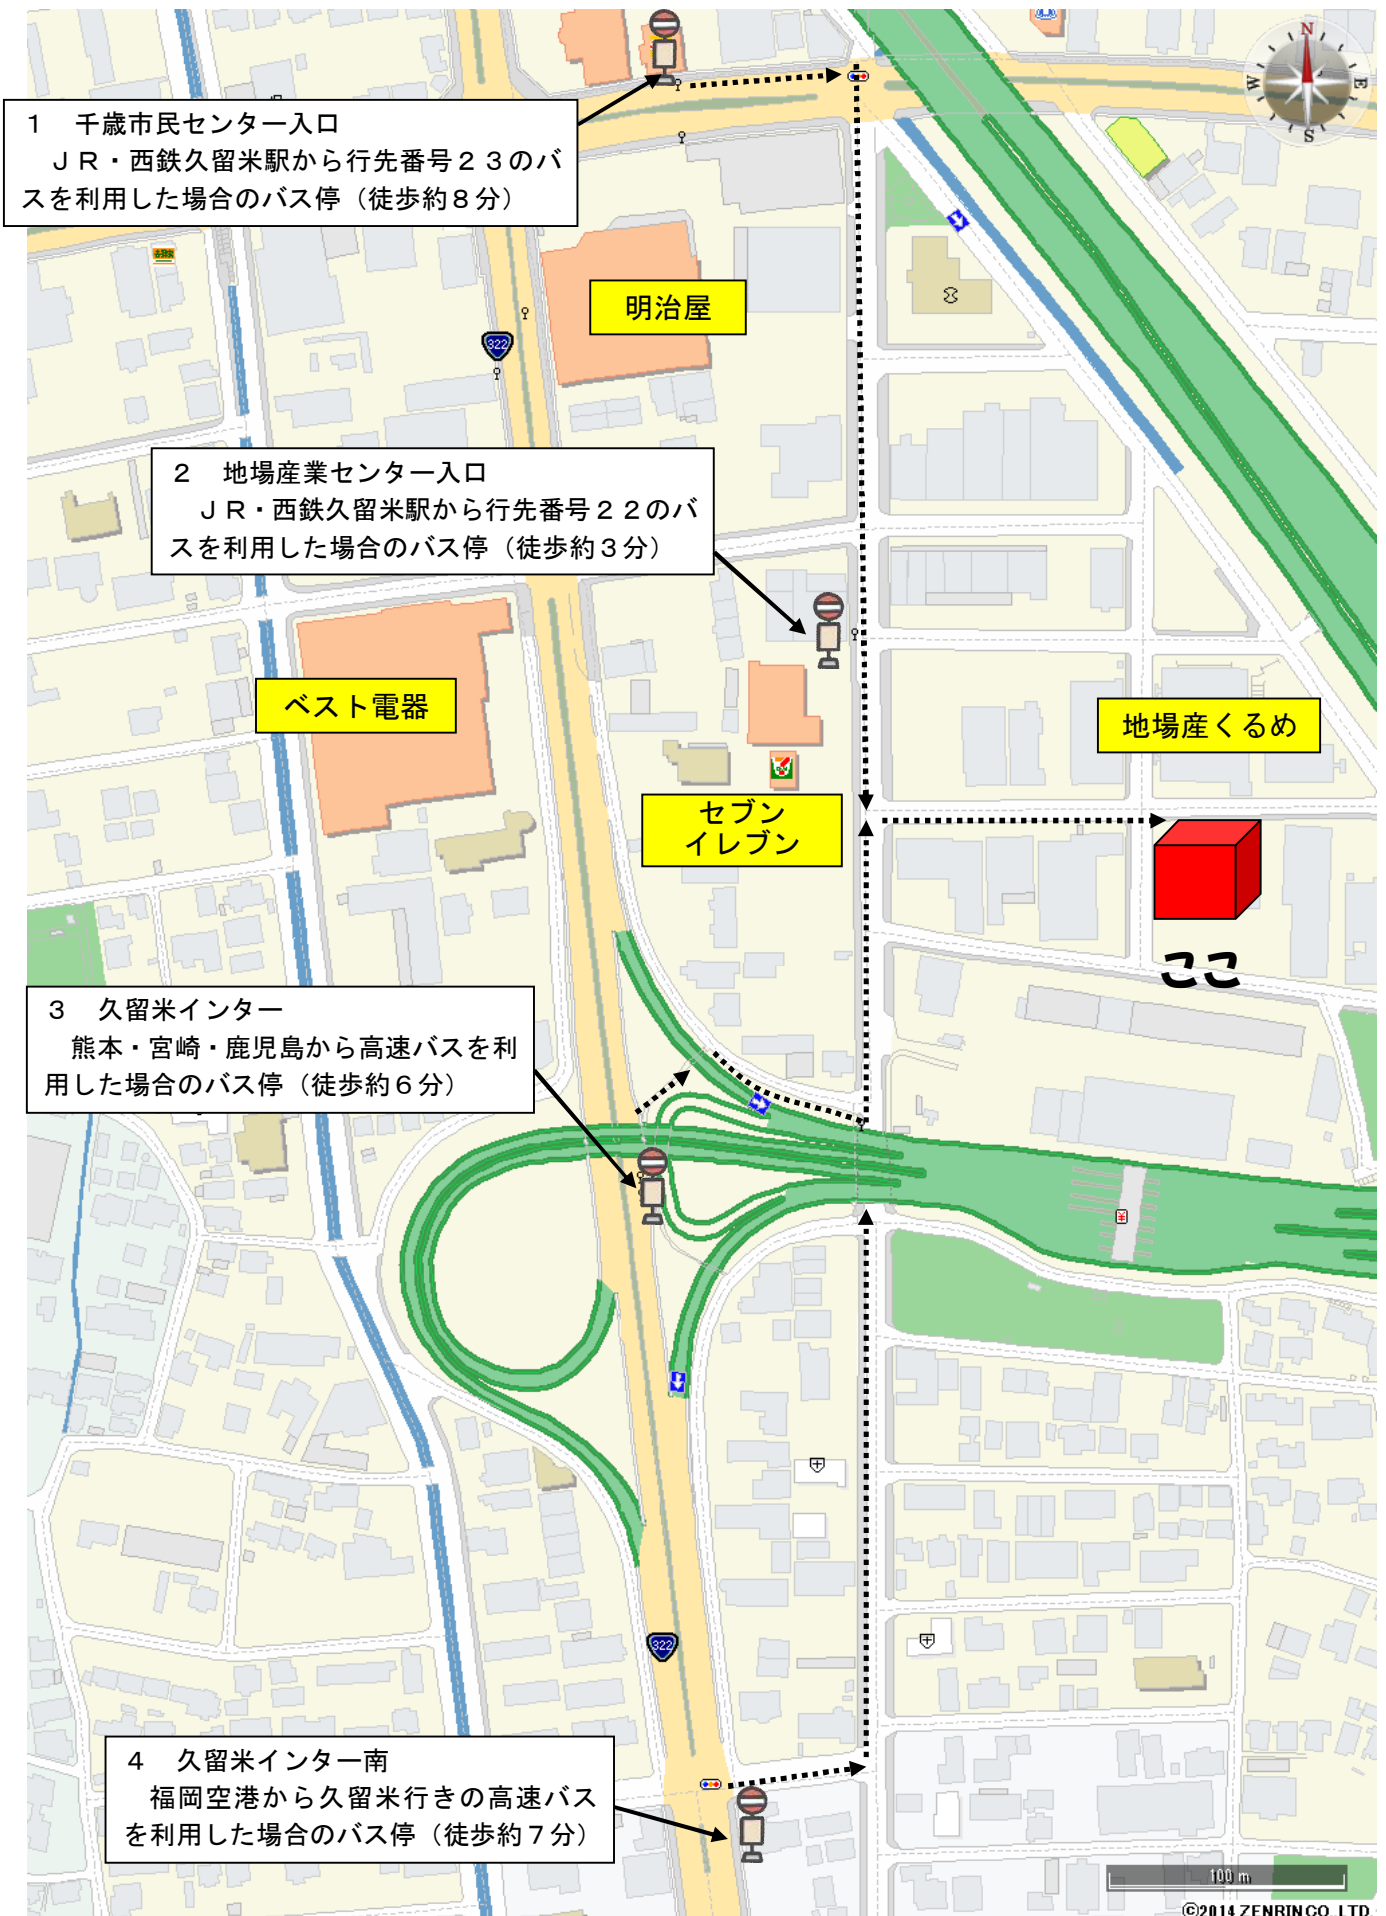 N
W
E
S
1　千歳市民センター入口
ＪＲ・西鉄久留米駅から行先番号２３のバ
スを利用した場合のバス停（徒歩約８分）
明治屋
322
2　地場産業センター入口
ＪＲ・西鉄久留米駅から行先番号２２のバ
スを利用した場合のバス停（徒歩約３分）
ベスト電器
地場産くるめ
セブン
イレブン
ここ
3　久留米インター
熊本・宮崎・鹿児島から高速バスを利
用した場合のバス停（徒歩約６分）
322
4　久留米インター南
福岡空港から久留米行きの高速バス
を利用した場合のバス停（徒歩約７分）
100 m
©2014 ZENRIN CO., LTD.